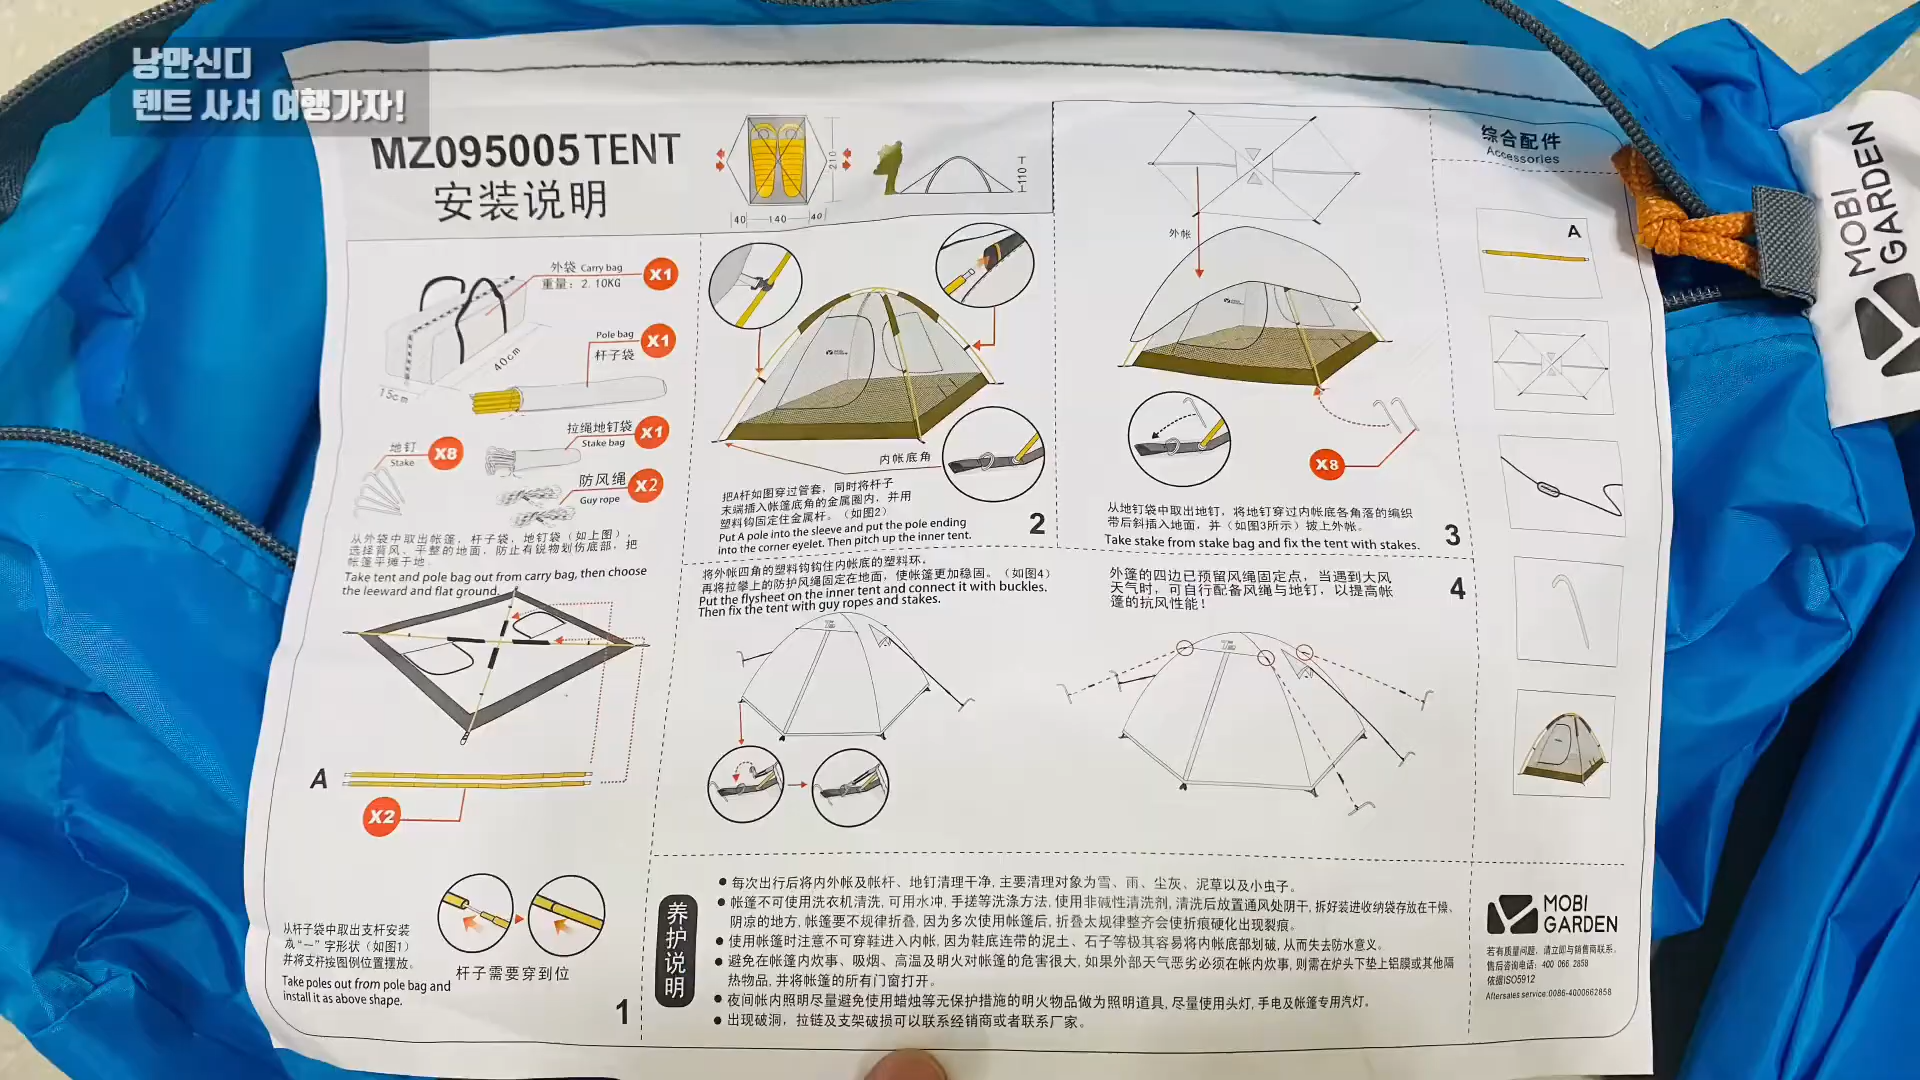 낭만신디
텐트 사서 여행가자!
MZ095005TENT
安装说明
210
110
40
140
40
外袋 Carry bag
X1
重量: 2.10KG
Pole bag
杆子袋
X1
40cm
15cm
拉绳地钉袋
Stake bag
X1
地钉
Stake
X8
防风绳
Guy rope
X2
从外袋中取出帐篷，杆子袋，地钉袋（如上图），
选择背风、平整的地面，防止有锐物划伤底部，把
帐篷平摊于地。
Take tent and pole bag out from carry bag, then choose
the leeward and flat ground.
A
X2
从杆子袋中取出支杆安装
为“一”字形状（如图1）
并将支杆按图例位置摆放。
Take poles out from pole bag and
install it as above shape.
杆子需要穿到位
1
内帐底角
把A杆如图穿过管套，同时将杆子
末端插入帐篷底角的金属圈内，并用
塑料钩固定住金属杆。（如图2）
Put A pole into the sleeve and put the pole ending
into the corner eyelet. Then pitch up the inner tent.
2
外帐
X8
从地钉袋中取出地钉，将地钉穿过内帐底各角落的编织
带后斜插入地面，并（如图3所示）披上外帐。
Take stake from stake bag and fix the tent with stakes.
3
将外帐四角的塑料钩钩住内帐底的塑料环，
再将拉攀上的防护风绳固定在地面，使帐篷更加稳固。（如图4）
Put the flysheet on the inner tent and connect it with buckles.
Then fix the tent with guy ropes and stakes.
外篷的四边已预留风绳固定点，当遇到大风
天气时，可自行配备风绳与地钉，以提高帐
篷的抗风性能！
4
综合配件
Accessories
A
养护说明
● 每次出行后将内外帐及帐杆、地钉清理干净,主要清理对象为雪、雨、尘灰、泥草以及小虫子。
● 帐篷不可使用洗衣机清洗,可用水冲,手搓等洗涤方法,使用非碱性清洗剂,清洗后放置通风处阴干,拆好装进收纳袋存放在干燥、
阴凉的地方,帐篷要不规律折叠,因为多次使用帐篷后,折叠太规律整齐会使折痕硬化出现裂痕。
● 使用帐篷时注意不可穿鞋进入内帐,因为鞋底连带的泥土、石子等极其容易将内帐底部划破,从而失去防水意义。
● 避免在帐篷内炊事、吸烟、高温及明火对帐篷的危害很大,如果外部天气恶劣必须在帐内炊事,则需在炉头下垫上铝膜或其他隔
热物品,并将帐篷的所有门窗打开。
● 夜间帐内照明尽量避免使用蜡烛等无保护措施的明火物品做为照明道具,尽量使用头灯,手电及帐篷专用汽灯。
● 出现破洞,拉链及支架破损可以联系经销商或者联系厂家。
MOBI
GARDEN
若有质量问题,请立即与销售商联系。
售后咨询电话: 400 066 2858
依据ISO5912
Aftersales service:0086-4000662858
MOBI
GARDEN